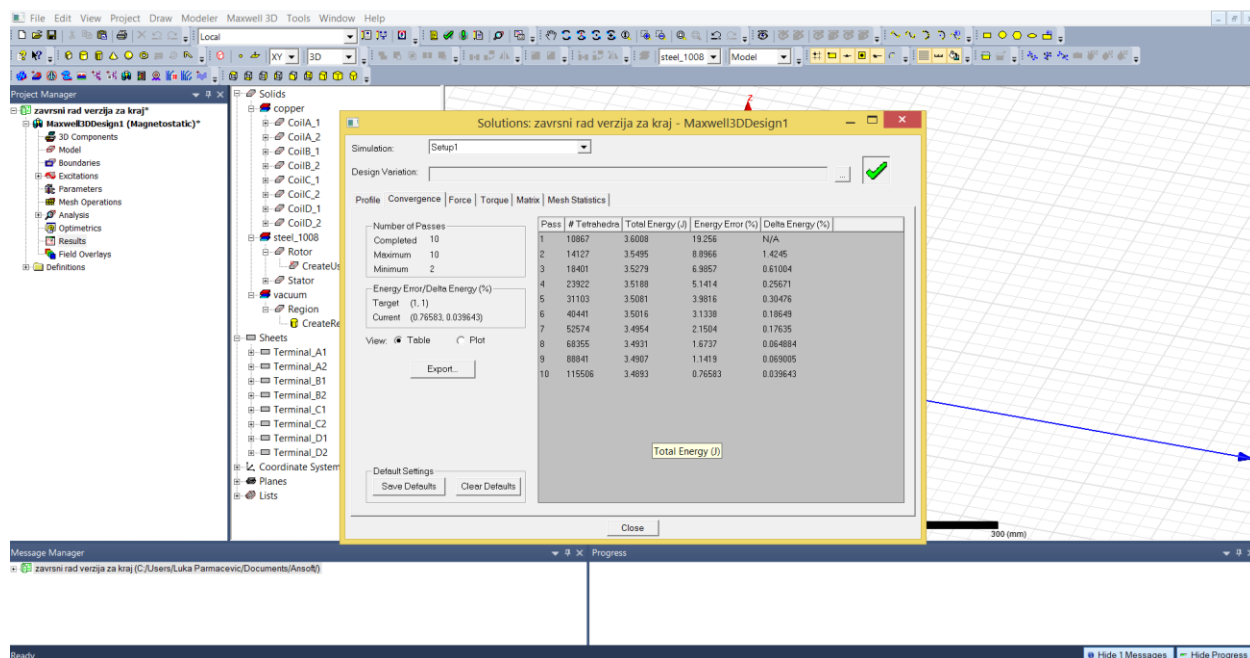 File Edit View Project Draw Modeler Maxwell 3D Tools Window Help
Local
XY 3D steel_1008 Model
Project Manager
zavrsni rad verzija za kraj*
Maxwell3DDesign1 (Magnetostatic)*
3D Components
Model
Boundaries
Excitations
Parameters
Mesh Operations
Analysis
Optimetrics
Results
Field Overlays
Definitions
Solids
copper
CoilA_1
CoilA_2
CoilB_1
CoilB_2
CoilC_1
CoilC_2
CoilD_1
CoilD_2
steel_1008
Rotor
CreateUs
Stator
vacuum
Region
CreateRe
Sheets
Terminal_A1
Terminal_A2
Terminal_B1
Terminal_B2
Terminal_C1
Terminal_C2
Terminal_D1
Terminal_D2
Coordinate System
Planes
Lists
z
Solutions: zavrsni rad verzija za kraj - Maxwell3DDesign1
Simulation: Setup1
Design Variation: ...
Profile Convergence Force Torque Matrix Mesh Statistics
Number of Passes
Completed 10
Maximum 10
Minimum 2
Energy Error/Delta Energy (%)
Target (1, 1)
Current (0.76583, 0.039643)
View: Table Plot
Export...
Default Settings
Save Defaults Clear Defaults
Pass # Tetrahedra Total Energy (J) Energy Error (%) Delta Energy (%)
1 10867 3.6008 19.256 N/A
2 14127 3.5495 8.8966 1.4245
3 18401 3.5279 6.9857 0.61004
4 23922 3.5188 5.1414 0.25671
5 31103 3.5081 3.9816 0.30476
6 40441 3.5016 3.1338 0.18649
7 52574 3.4954 2.1504 0.17635
8 68355 3.4931 1.6737 0.064884
9 88841 3.4907 1.1419 0.069005
10 115506 3.4893 0.76583 0.039643
Total Energy (J)
Close
300 (mm)
Message Manager
zavrsni rad verzija za kraj (C:/Users/Luka Parmacevic/Documents/Ansoft/)
Progress
Ready
Hide 1 Messages Hide Progress